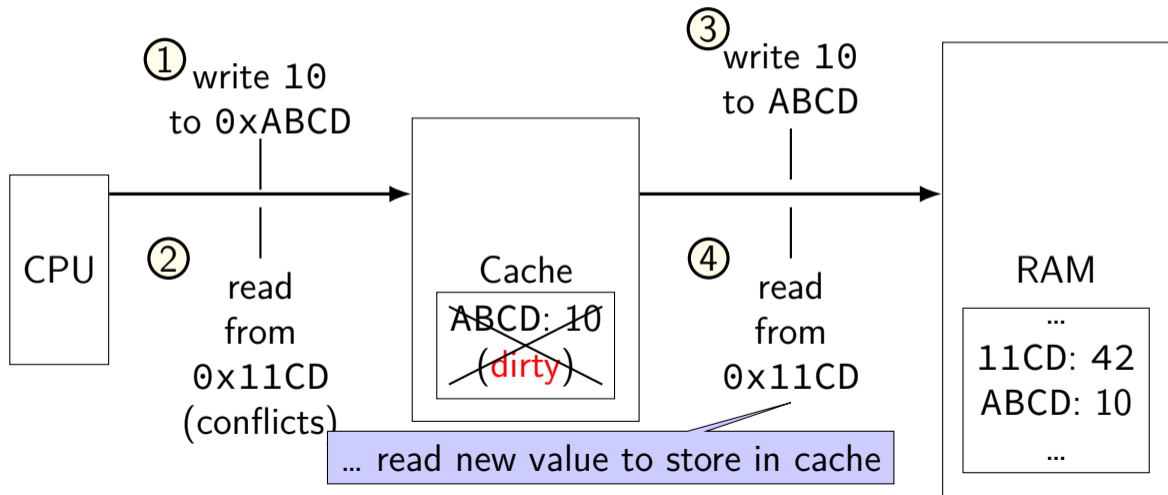 1
write 10
to 0xABCD
3
write 10
to ABCD
CPU
2
read
from
0x11CD
(conflicts)
Cache
ABCD: 10
(dirty)
4
read
from
0x11CD
RAM
...
11CD: 42
ABCD: 10
...
... read new value to store in cache